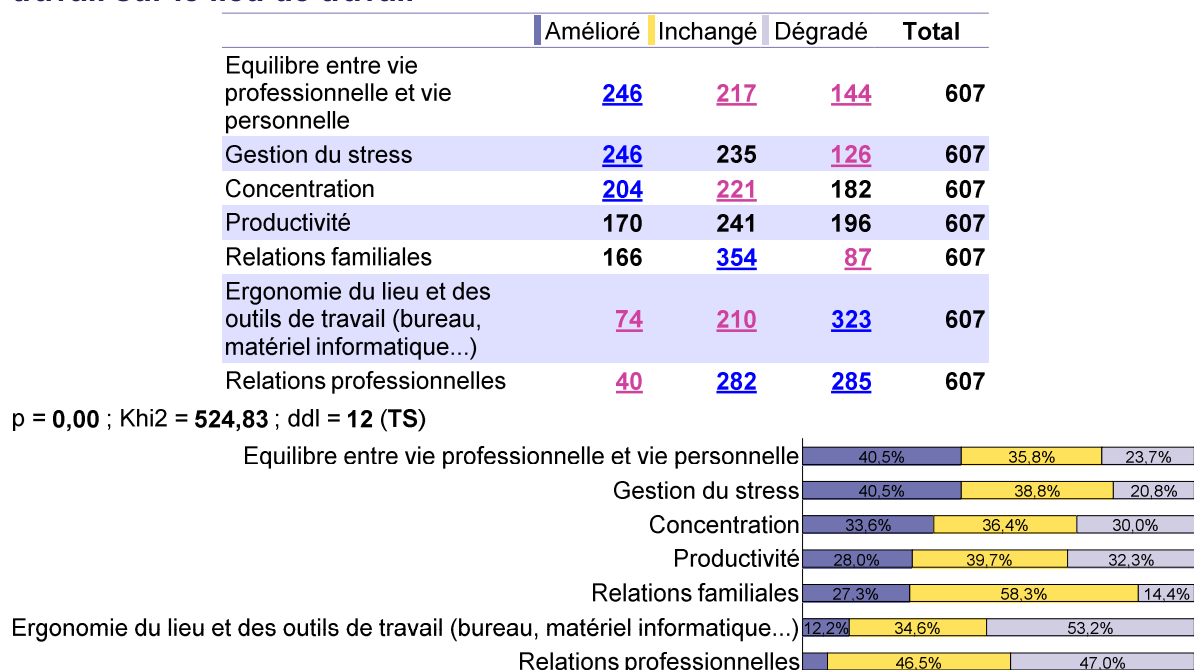 Amélioré Inchangé Dégradé Total
Equilibre entre vie
professionnelle et vie
personnelle
246 217 144 607
Gestion du stress 246 235 126 607
Concentration 204 221 182 607
Productivité 170 241 196 607
Relations familiales 166 354 87 607
Ergonomie du lieu et des
outils de travail (bureau,
matériel informatique...)
74 210 323 607
Relations professionnelles 40 282 285 607
p = 0,00 ; Khi2 = 524,83 ; ddl = 12 (TS)
Equilibre entre vie professionnelle et vie personnelle 40,5% 35,8% 23,7%
Gestion du stress 40,5% 38,8% 20,8%
Concentration 33,6% 36,4% 30,0%
Productivité 28,0% 39,7% 32,3%
Relations familiales 27,3% 58,3% 14,4%
Ergonomie du lieu et des outils de travail (bureau, matériel informatique...) 12,2% 34,6% 53,2%
Relations professionnelles 46,5% 47,0%